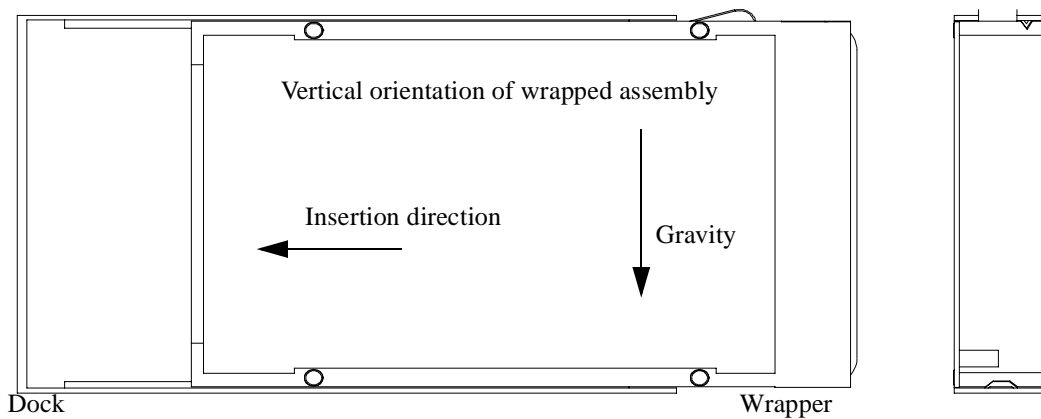 Vertical orientation of wrapped assembly
Insertion direction
Gravity
Dock
Wrapper